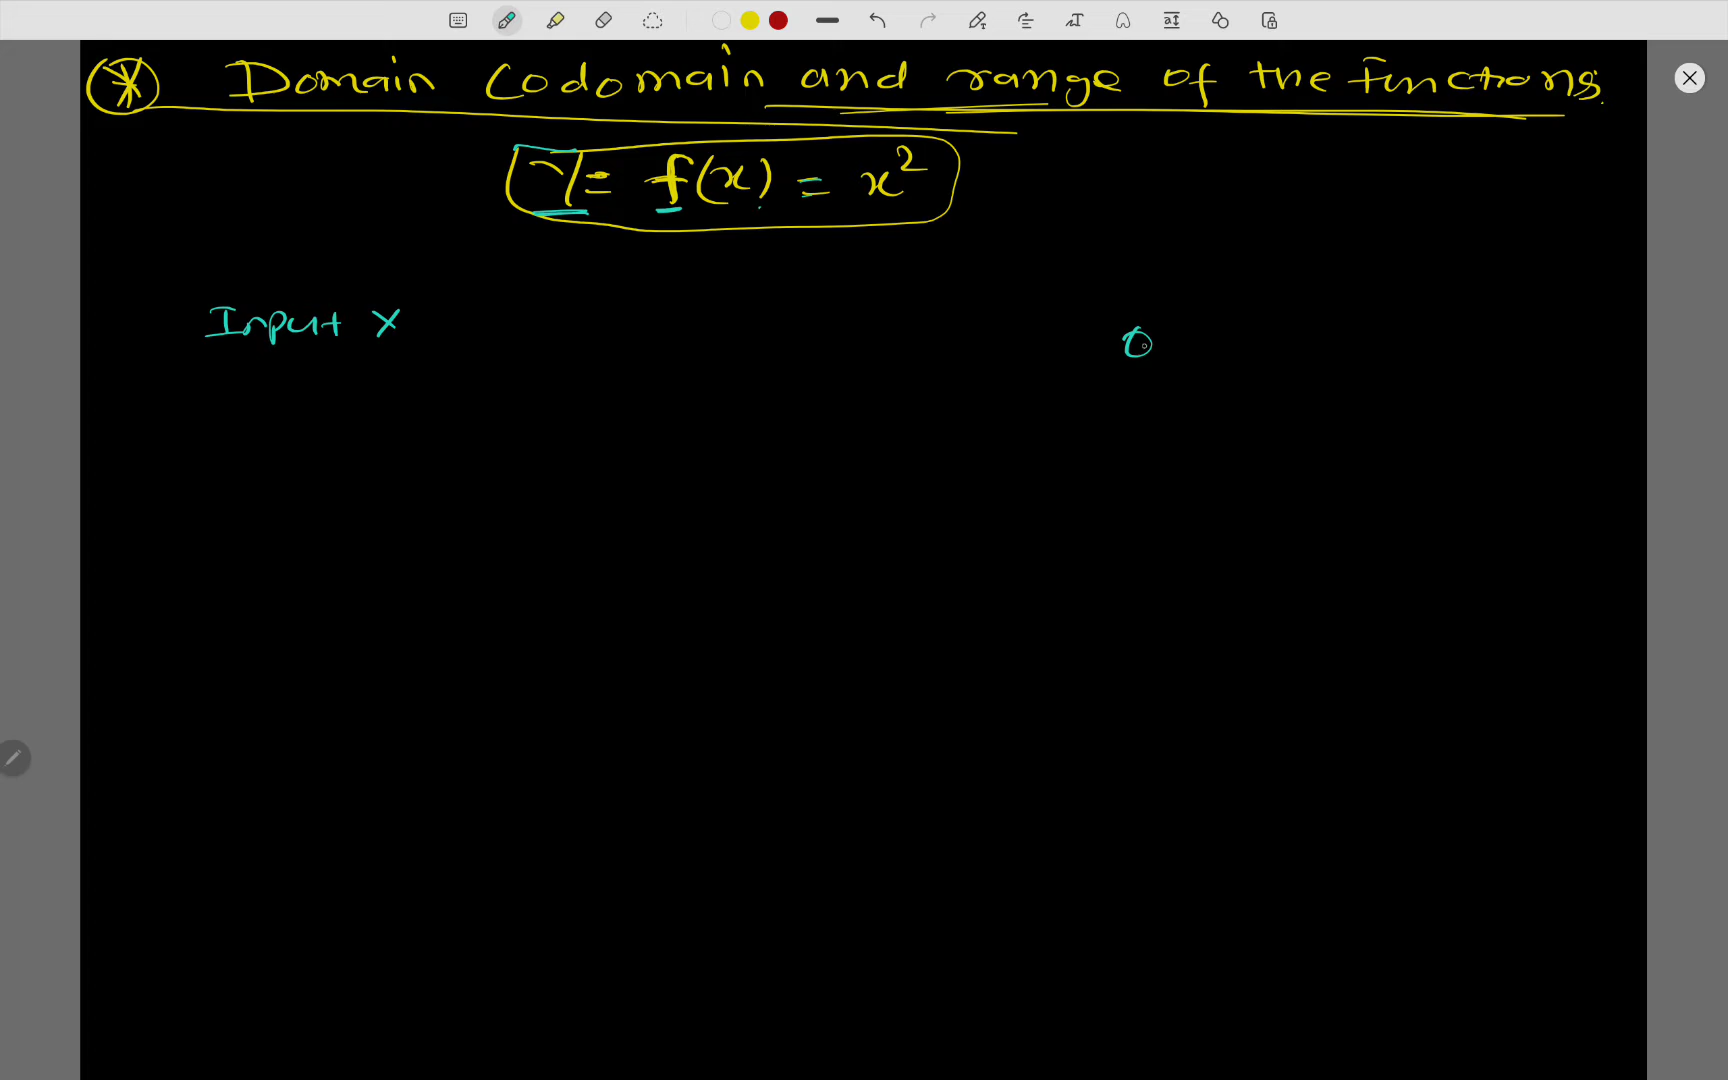 * Domain Codomain and range of the Functions.
Y = f(x) = x²
Input X
O